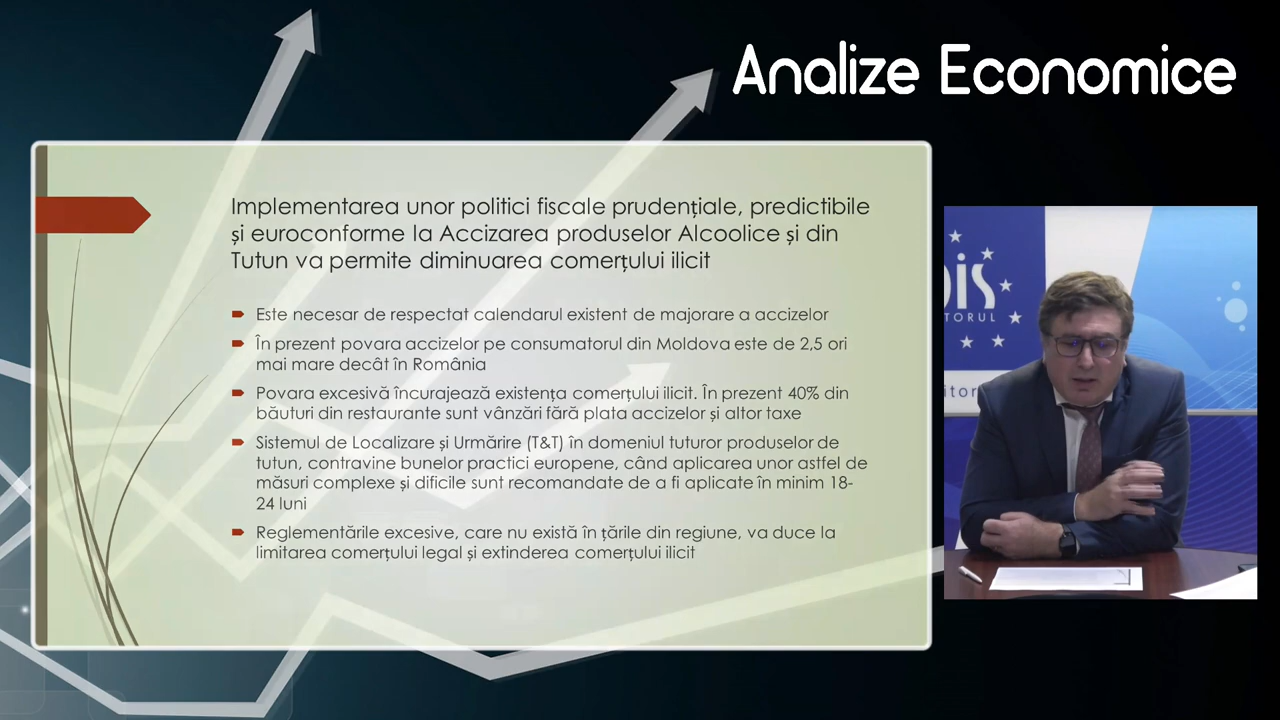 Analize Economice
Implementarea unor politici fiscale prudențiale, predictibile
și euroconforme la Accizarea produselor Alcoolice și din
Tutun va permite diminuarea comerțului ilicit
Este necesar de respectat calendarul existent de majorare a accizelor
În prezent povara accizelor pe consumatorul din Moldova este de 2,5 ori
mai mare decât în România
Povara excesivă încurajează existența comerțului ilicit. În prezent 40% din
băuturi din restaurante sunt vânzări fără plata accizelor și altor taxe
Sistemul de Localizare și Urmărire (T&T) în domeniul tuturor produselor de
tutun, contravine bunelor practici europene, când aplicarea unor astfel de
măsuri complexe și dificile sunt recomandate de a fi aplicate în minim 18-
24 luni
Reglementările excesive, care nu există în țările din regiune, va duce la
limitarea comerțului legal și extinderea comerțului ilicit